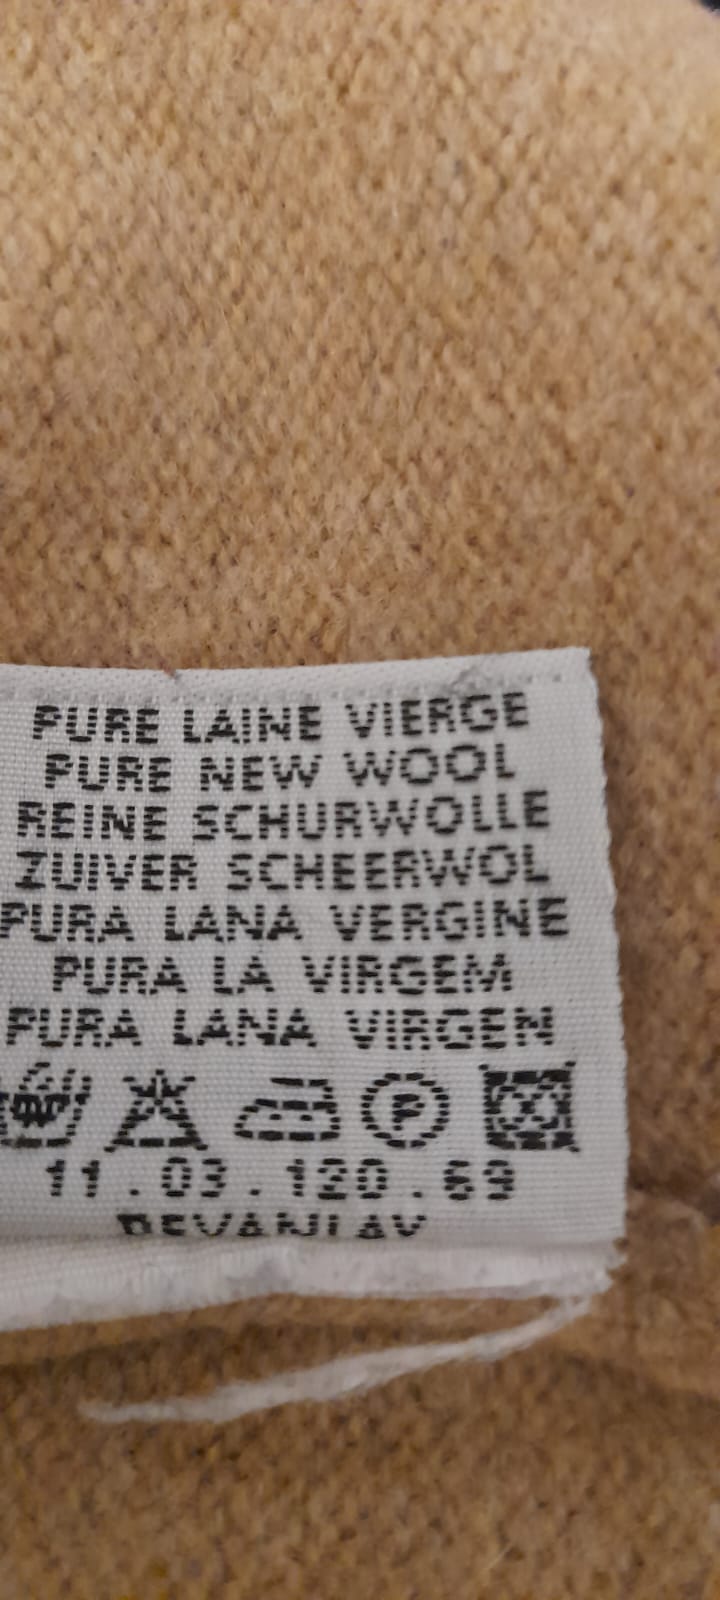 PURE LAINE VIERGE
PURE NEW WOOL
REINE SCHURWOLLE
ZUIVER SCHEERWOL
PURA LANA VERGINE
PURA LA VIRGEM
PURA LANA VIRGEN
P
11.03.120.69
DEVANLAY